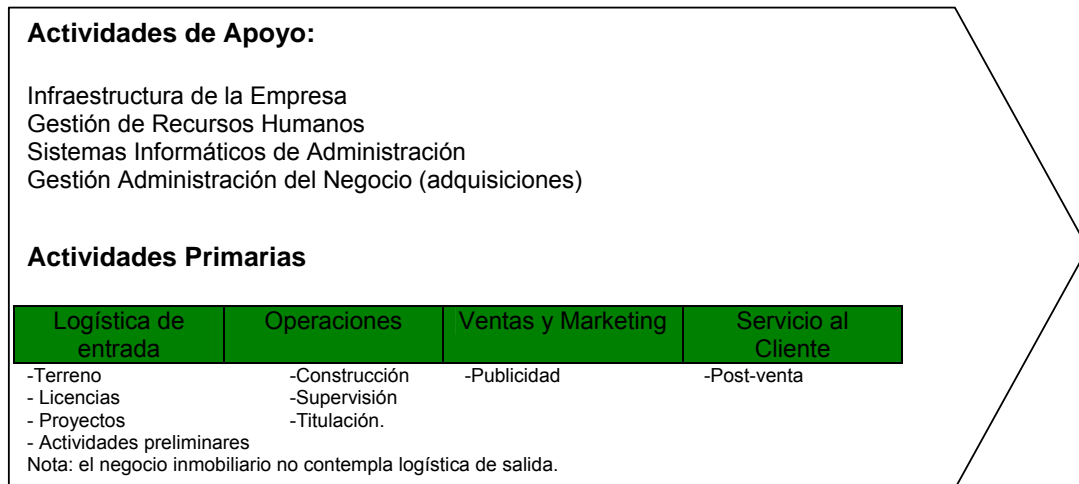 Actividades de Apoyo:
Infraestructura de la Empresa
Gestión de Recursos Humanos
Sistemas Informáticos de Administración
Gestión Administración del Negocio (adquisiciones)
Actividades Primarias
Logística de entrada
Operaciones
Ventas y Marketing
Servicio al Cliente
-Terreno
- Licencias
- Proyectos
- Actividades preliminares
-Construcción
-Supervisión
-Titulación.
-Publicidad
-Post-venta
Nota: el negocio inmobiliario no contempla logística de salida.